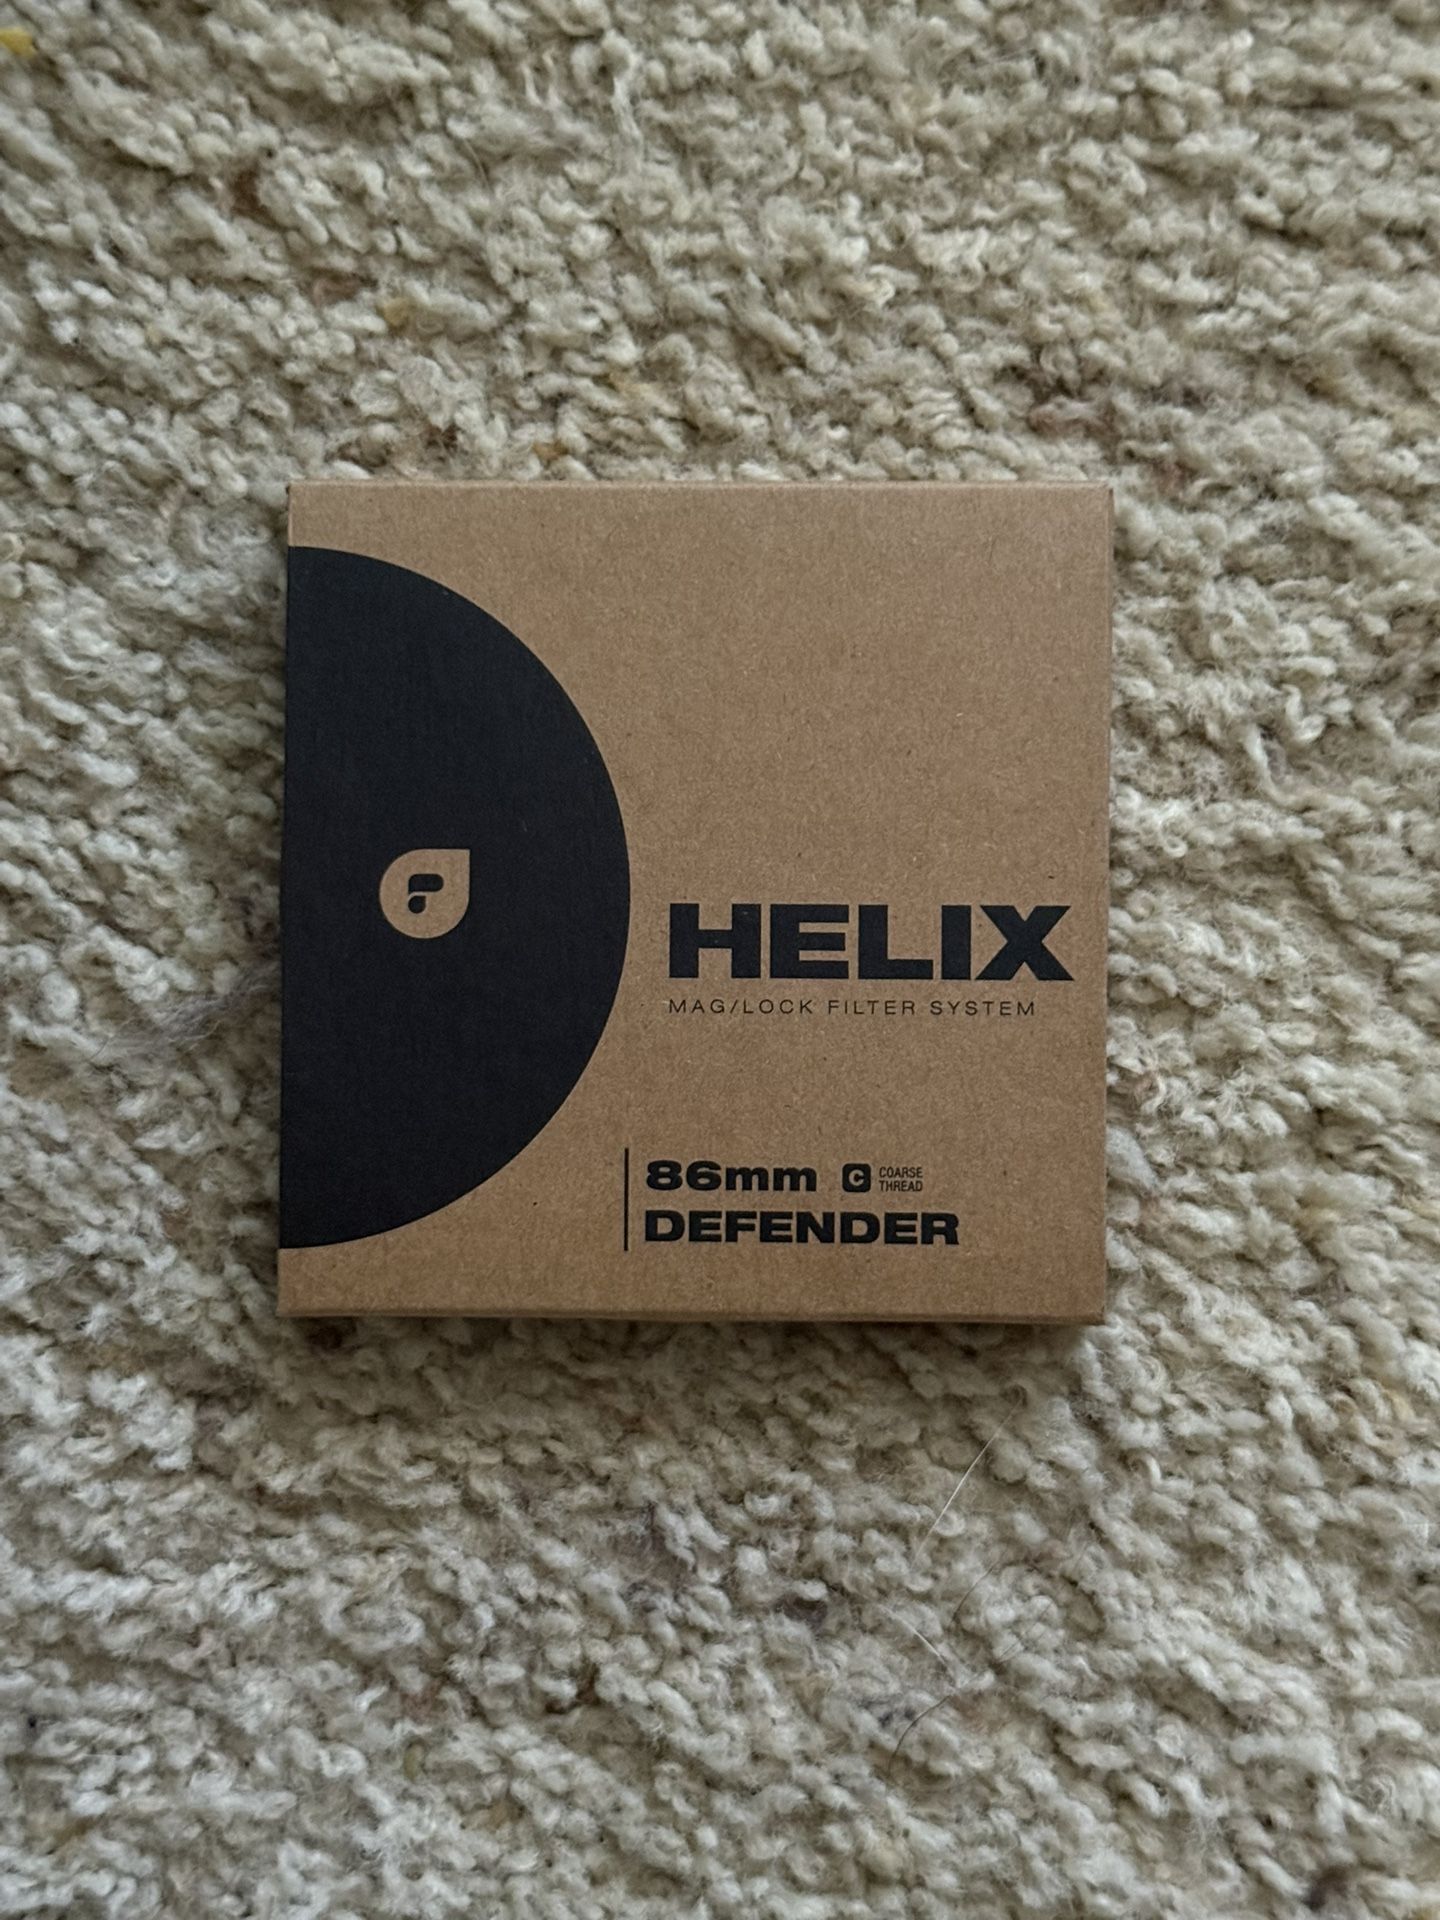 HELIX
MAG/LOCK FILTER SYSTEM
86mm C COARSE
THREAD
DEFENDER